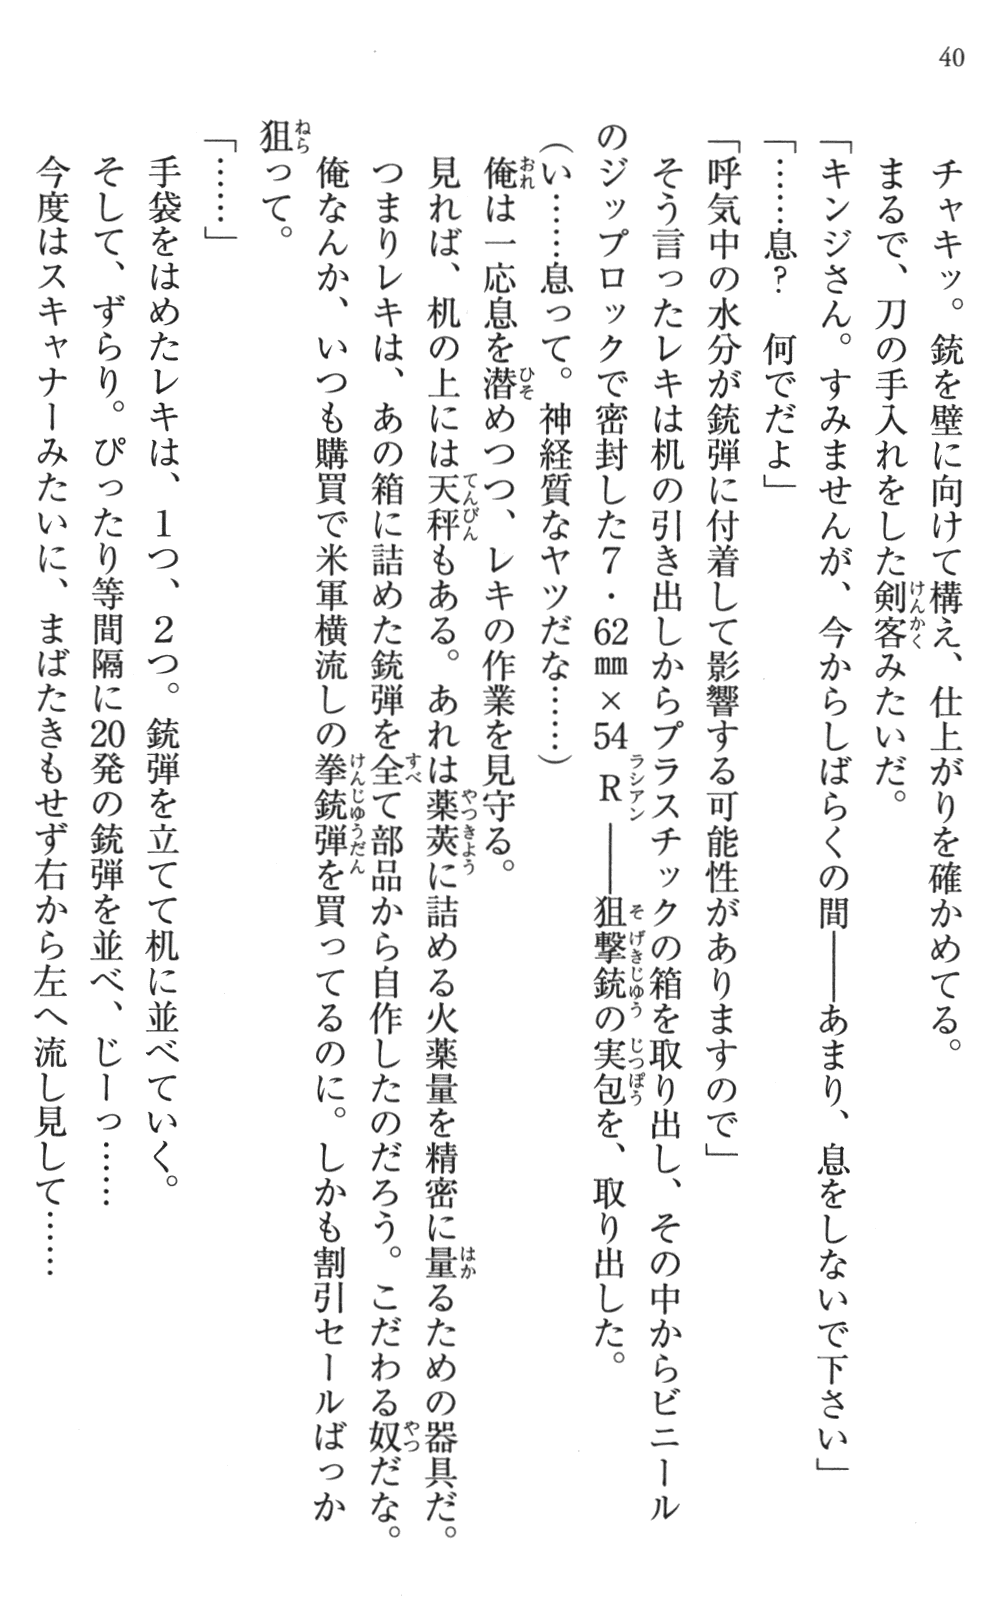 40
チャキッ。銃を壁に向けて構え、仕上がりを確かめてる。
まるで、刀の手入れをした剣客みたいだ。
「キンジさん。すみませんが、今からしばらくの間――あまり、息をしないで下さい」
「……息？　何でだよ」
「呼気中の水分が銃弾に付着して影響する可能性がありますので」
そう言ったレキは机の引き出しからプラスチックの箱を取り出し、その中からビニール
のジップロックで密封した7・62㎜×54R――狙撃銃の実包を、取り出した。
（い……息って。神経質なヤツだな……）
俺は一応息を潜めつつ、レキの作業を見守る。
見れば、机の上には天秤もある。あれは薬莢に詰める火薬量を精密に量るための器具だ。
つまりレキは、あの箱に詰めた銃弾を全て部品から自作したのだろう。こだわる奴だな。
俺なんか、いつも購買で米軍横流しの拳銃弾を買ってるのに。しかも割引セールばっか
狙って。
「……」
手袋をはめたレキは、1つ、2つ。銃弾を立てて机に並べていく。
そして、ずらり。ぴったり等間隔に20発の銃弾を並べ、じーっ……
今度はスキャナーみたいに、まばたきもせず右から左へ流し見して……